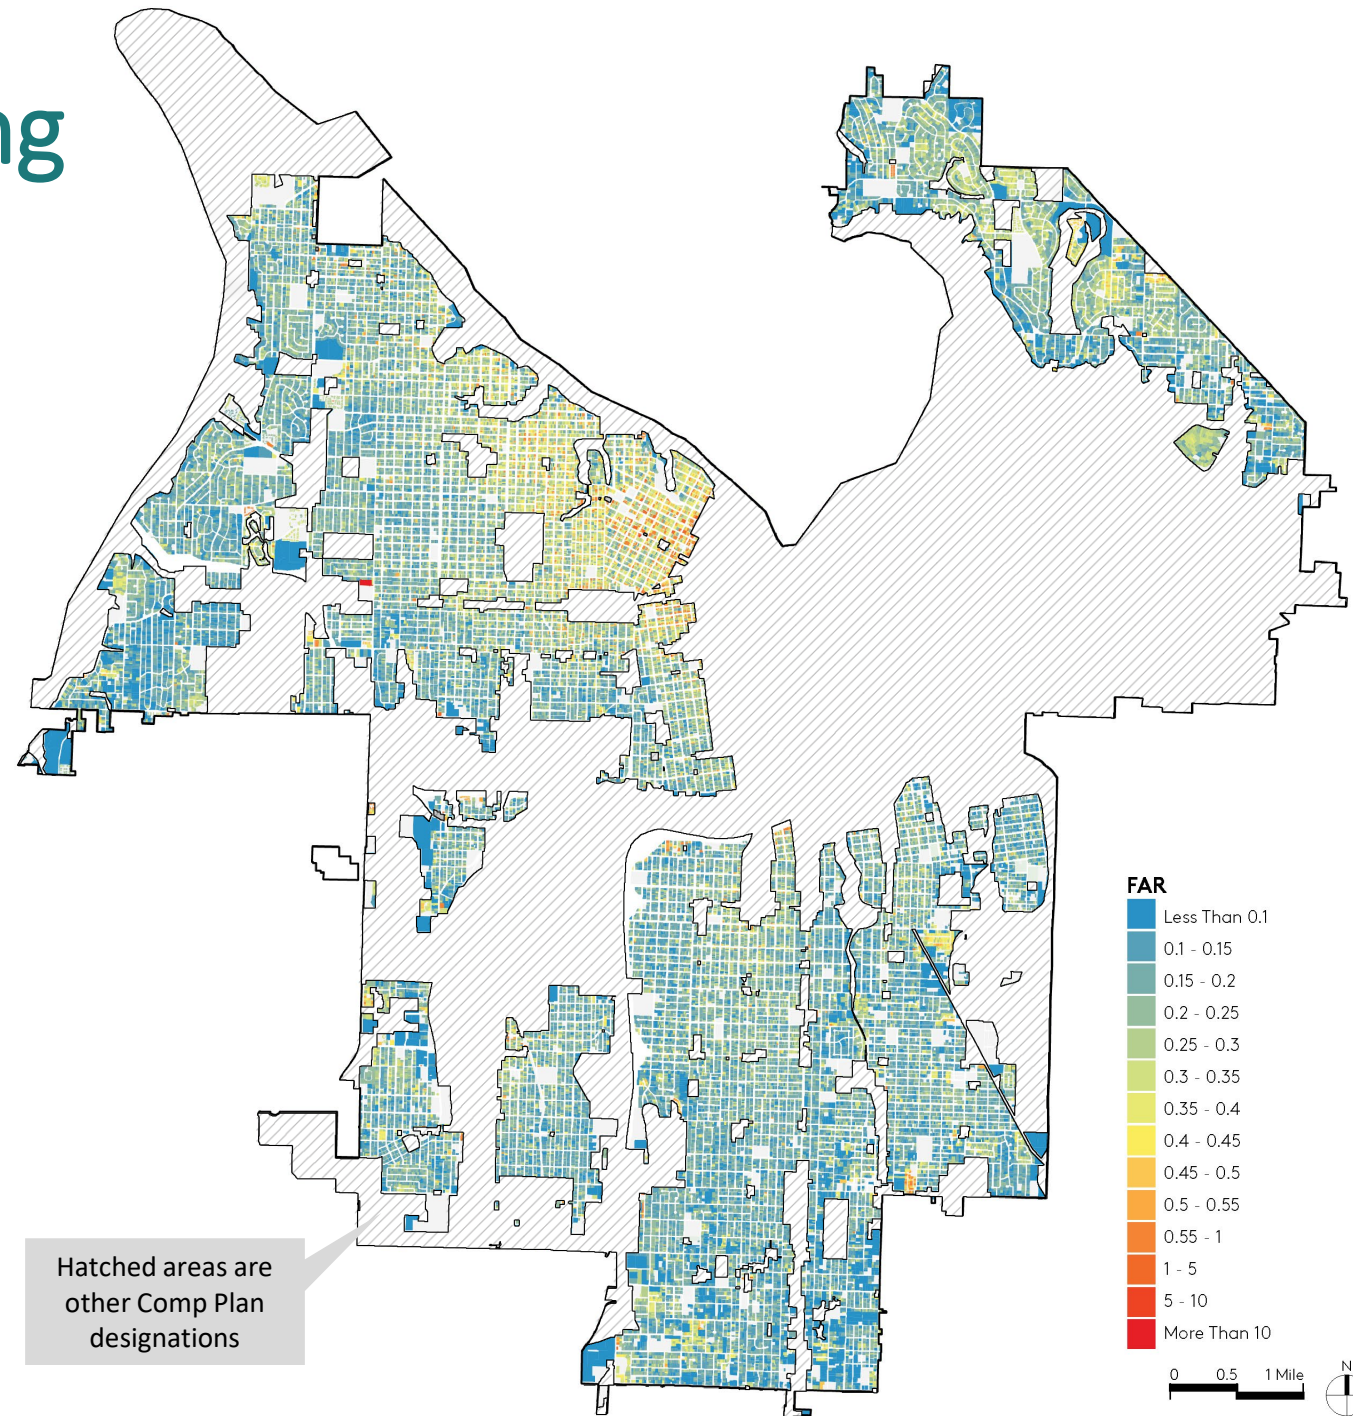 ng
FAR
Less Than 0.1
0.1 - 0.15
0.15 - 0.2
0.2 - 0.25
0.25 - 0.3
0.3 - 0.35
0.35 - 0.4
0.4 - 0.45
0.45 - 0.5
0.5 - 0.55
0.55 - 1
1 - 5
5 - 10
More Than 10
0 0.5 1 Mile
N
Hatched areas are
other Comp Plan
designations